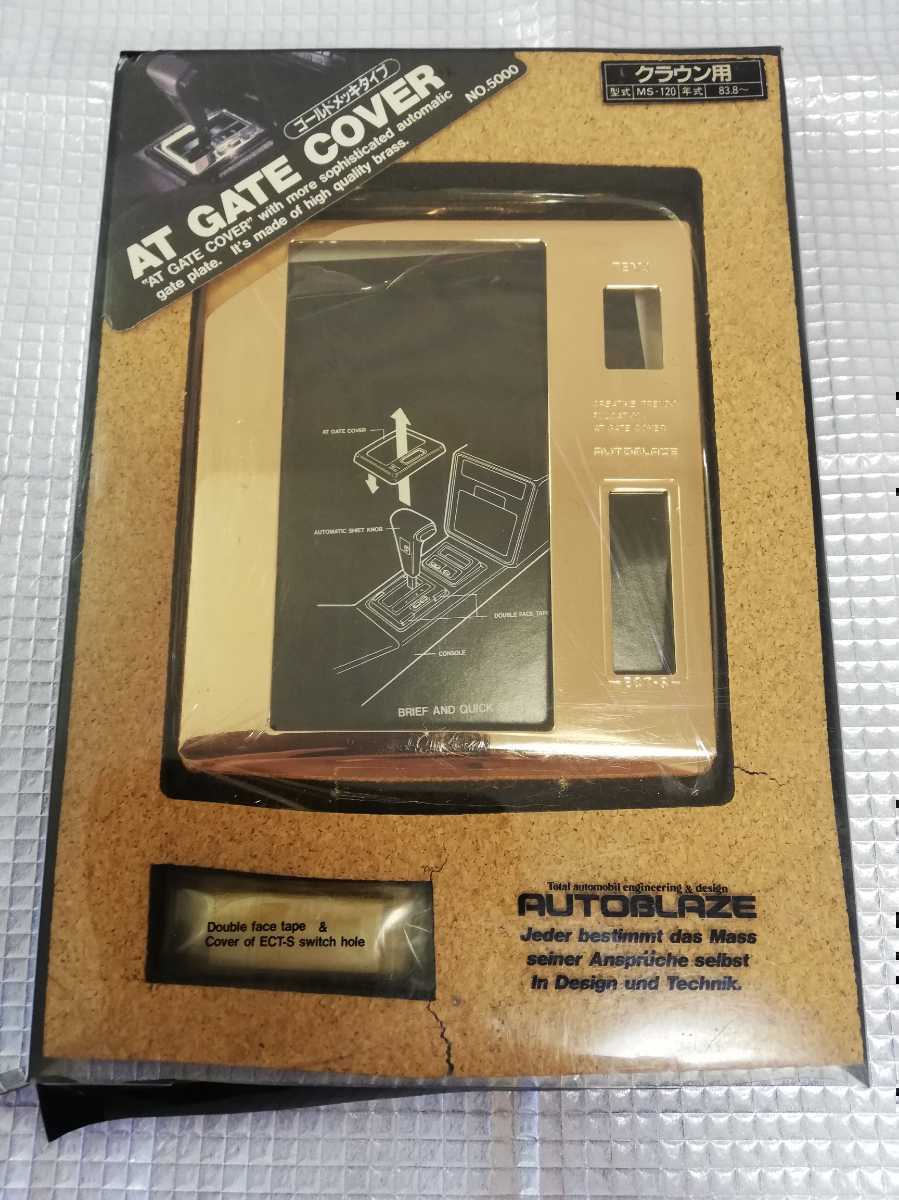 ゴールドメッキタイプ
AT GATE COVER
NO.5000
"AT GATE COVER" with more sophisticated automatic
gate plate. It's made of high quality brass.
クラウン用
型式 MS-120 年式 83.8~
AT GATE COVER
AUTOBLAZE
AT GATE COVER
AUTOMATIC SHIFT KNOB
DOUBLE FACE TAPE
CONSOLE
BRIEF AND QUICK
ECT-S
Double face tape &
Cover of ECT-S switch hole
Total automobil engineering & design
AUTOBLAZE
Jeder bestimmt das Mass
seiner Ansprüche selbst
In Design und Technik.